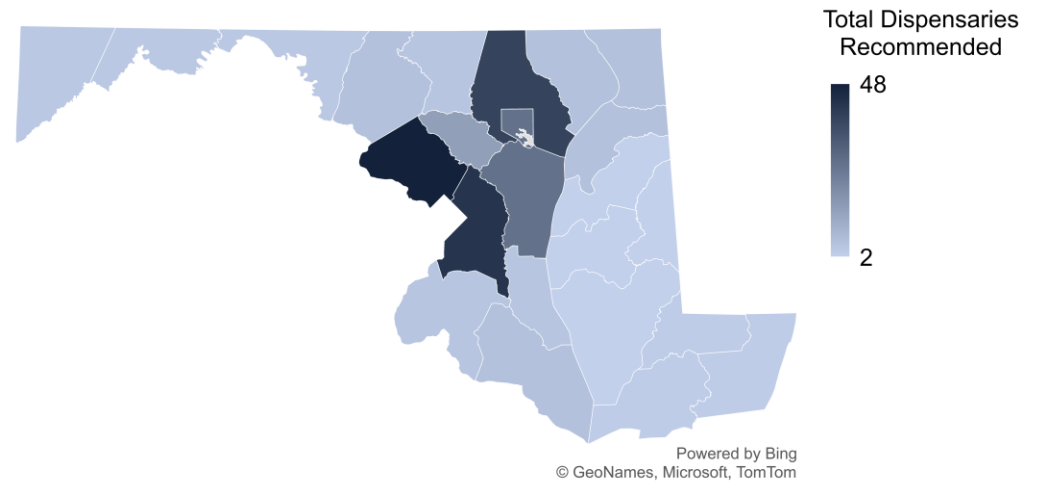 Total Dispensaries
Recommended
48
2
Powered by Bing
© GeoNames, Microsoft, TomTom